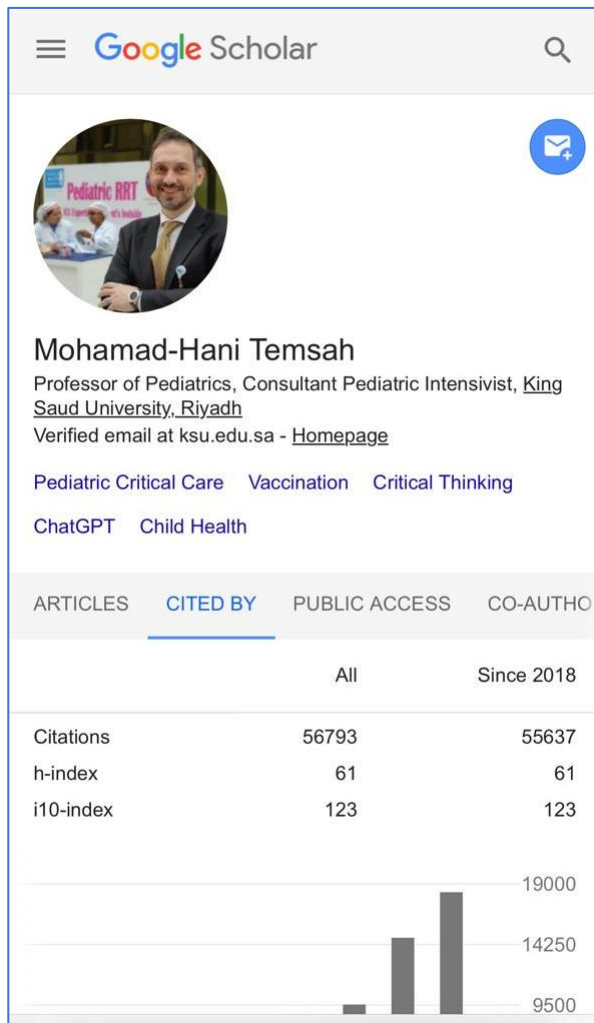 Google Scholar
Pediatric RRT
Mohamad-Hani Temsah
Professor of Pediatrics, Consultant Pediatric Intensivist, King
Saud University, Riyadh
Verified email at ksu.edu.sa - Homepage
Pediatric Critical Care Vaccination Critical Thinking
ChatGPT Child Health
ARTICLES CITED BY PUBLIC ACCESS CO-AUTHO
All Since 2018
Citations 56793 55637
h-index 61 61
i10-index 123 123
19000
14250
9500